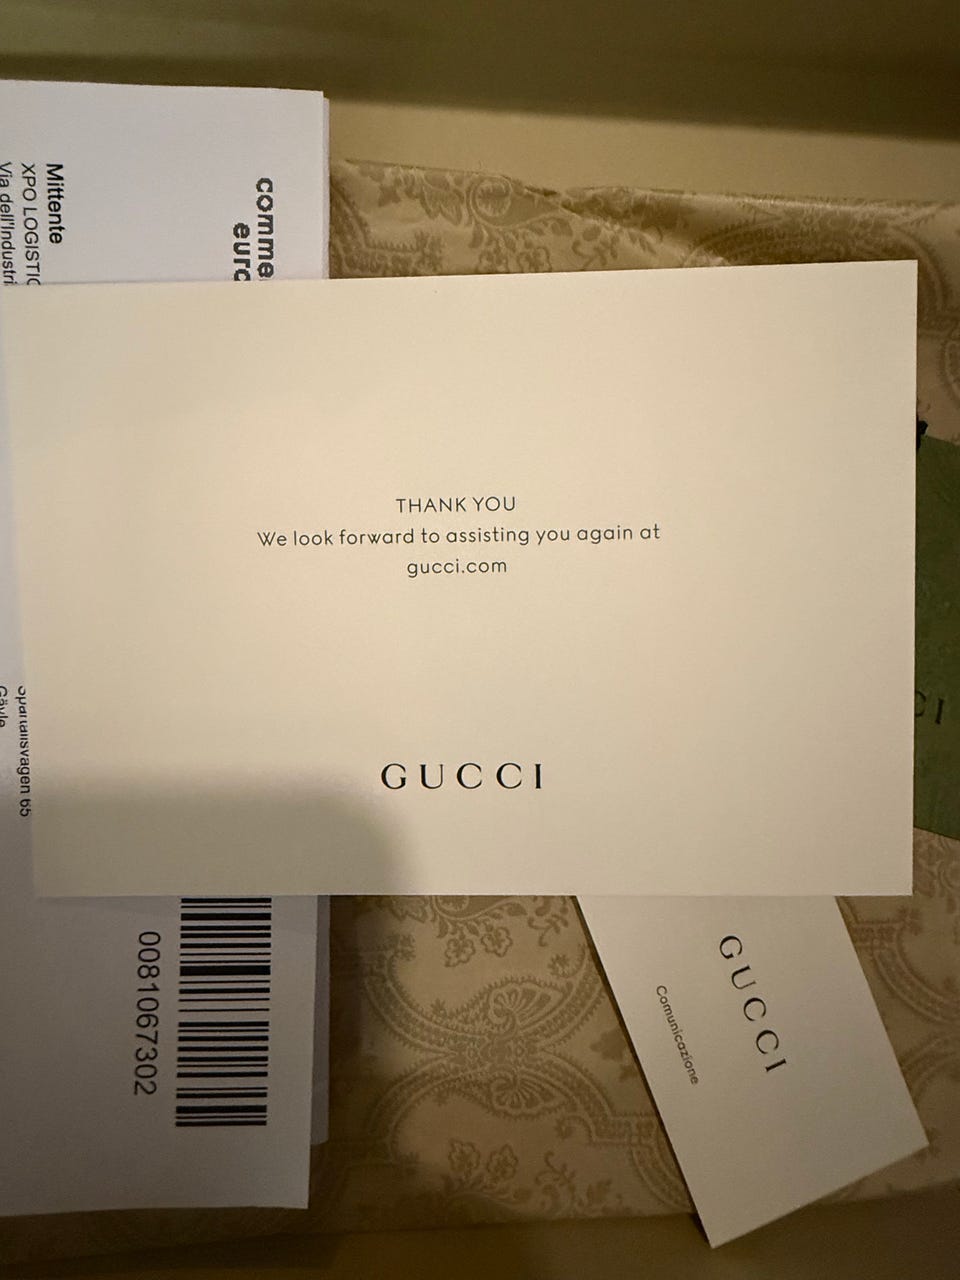 comme
euro
Mittente
XPO LOGISTIC
Via dell'Industri
THANK YOU
We look forward to assisting you again at
gucci.com
GUCCI
CI
65
Gävle
0081067302
GUCCI
Comunicazione